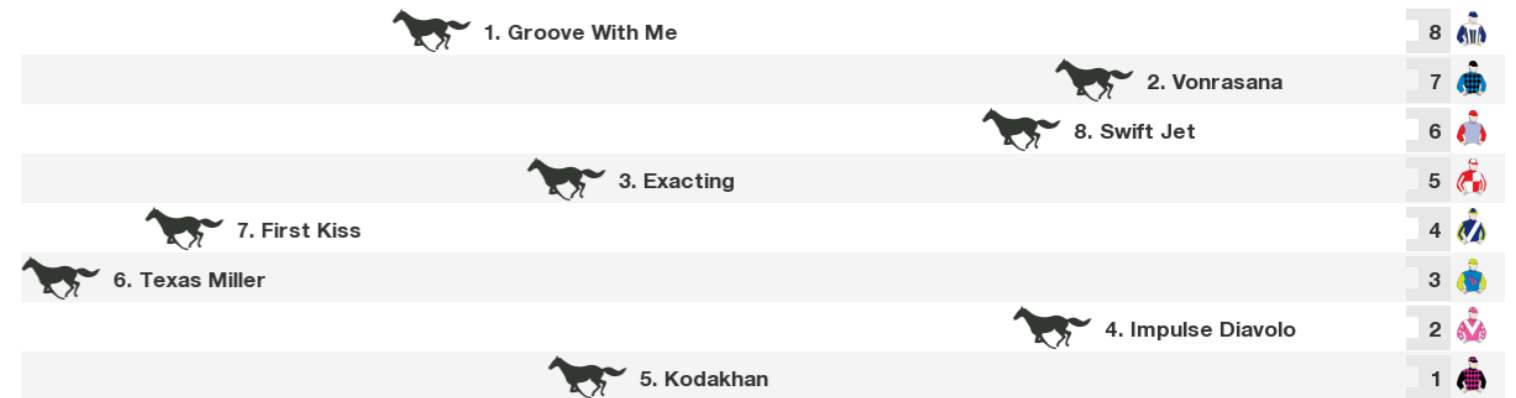 1. Groove With Me 8
2. Vonrasana 7
8. Swift Jet 6
3. Exacting 5
7. First Kiss 4
6. Texas Miller 3
4. Impulse Diavolo 2
5. Kodakhan 1